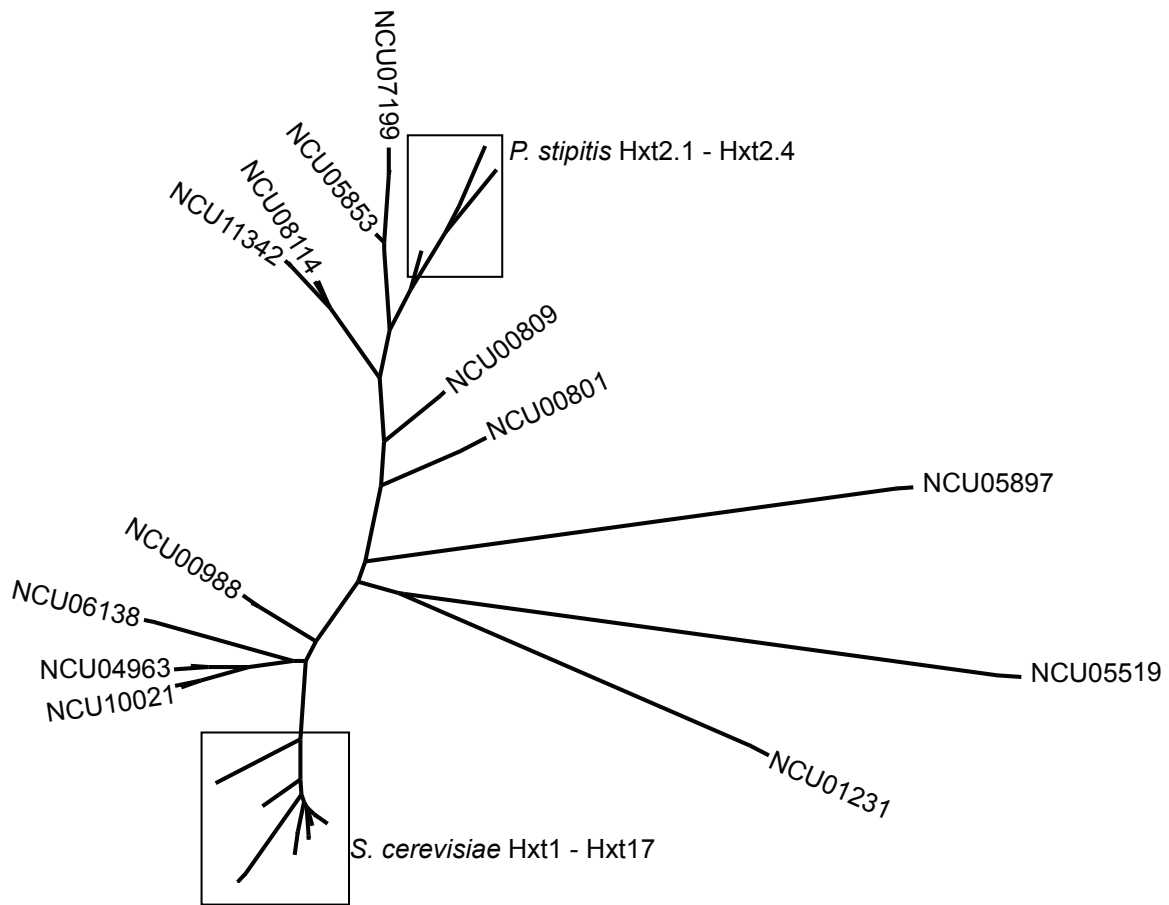 NCU07199
P. stipitis Hxt2.1 - Hxt2.4
NCU05853
NCU08114
NCU11342
NCU00809
NCU00801
NCU05897
NCU00988
NCU06138
NCU04963
NCU10021
NCU05519
NCU01231
S. cerevisiae Hxt1 - Hxt17